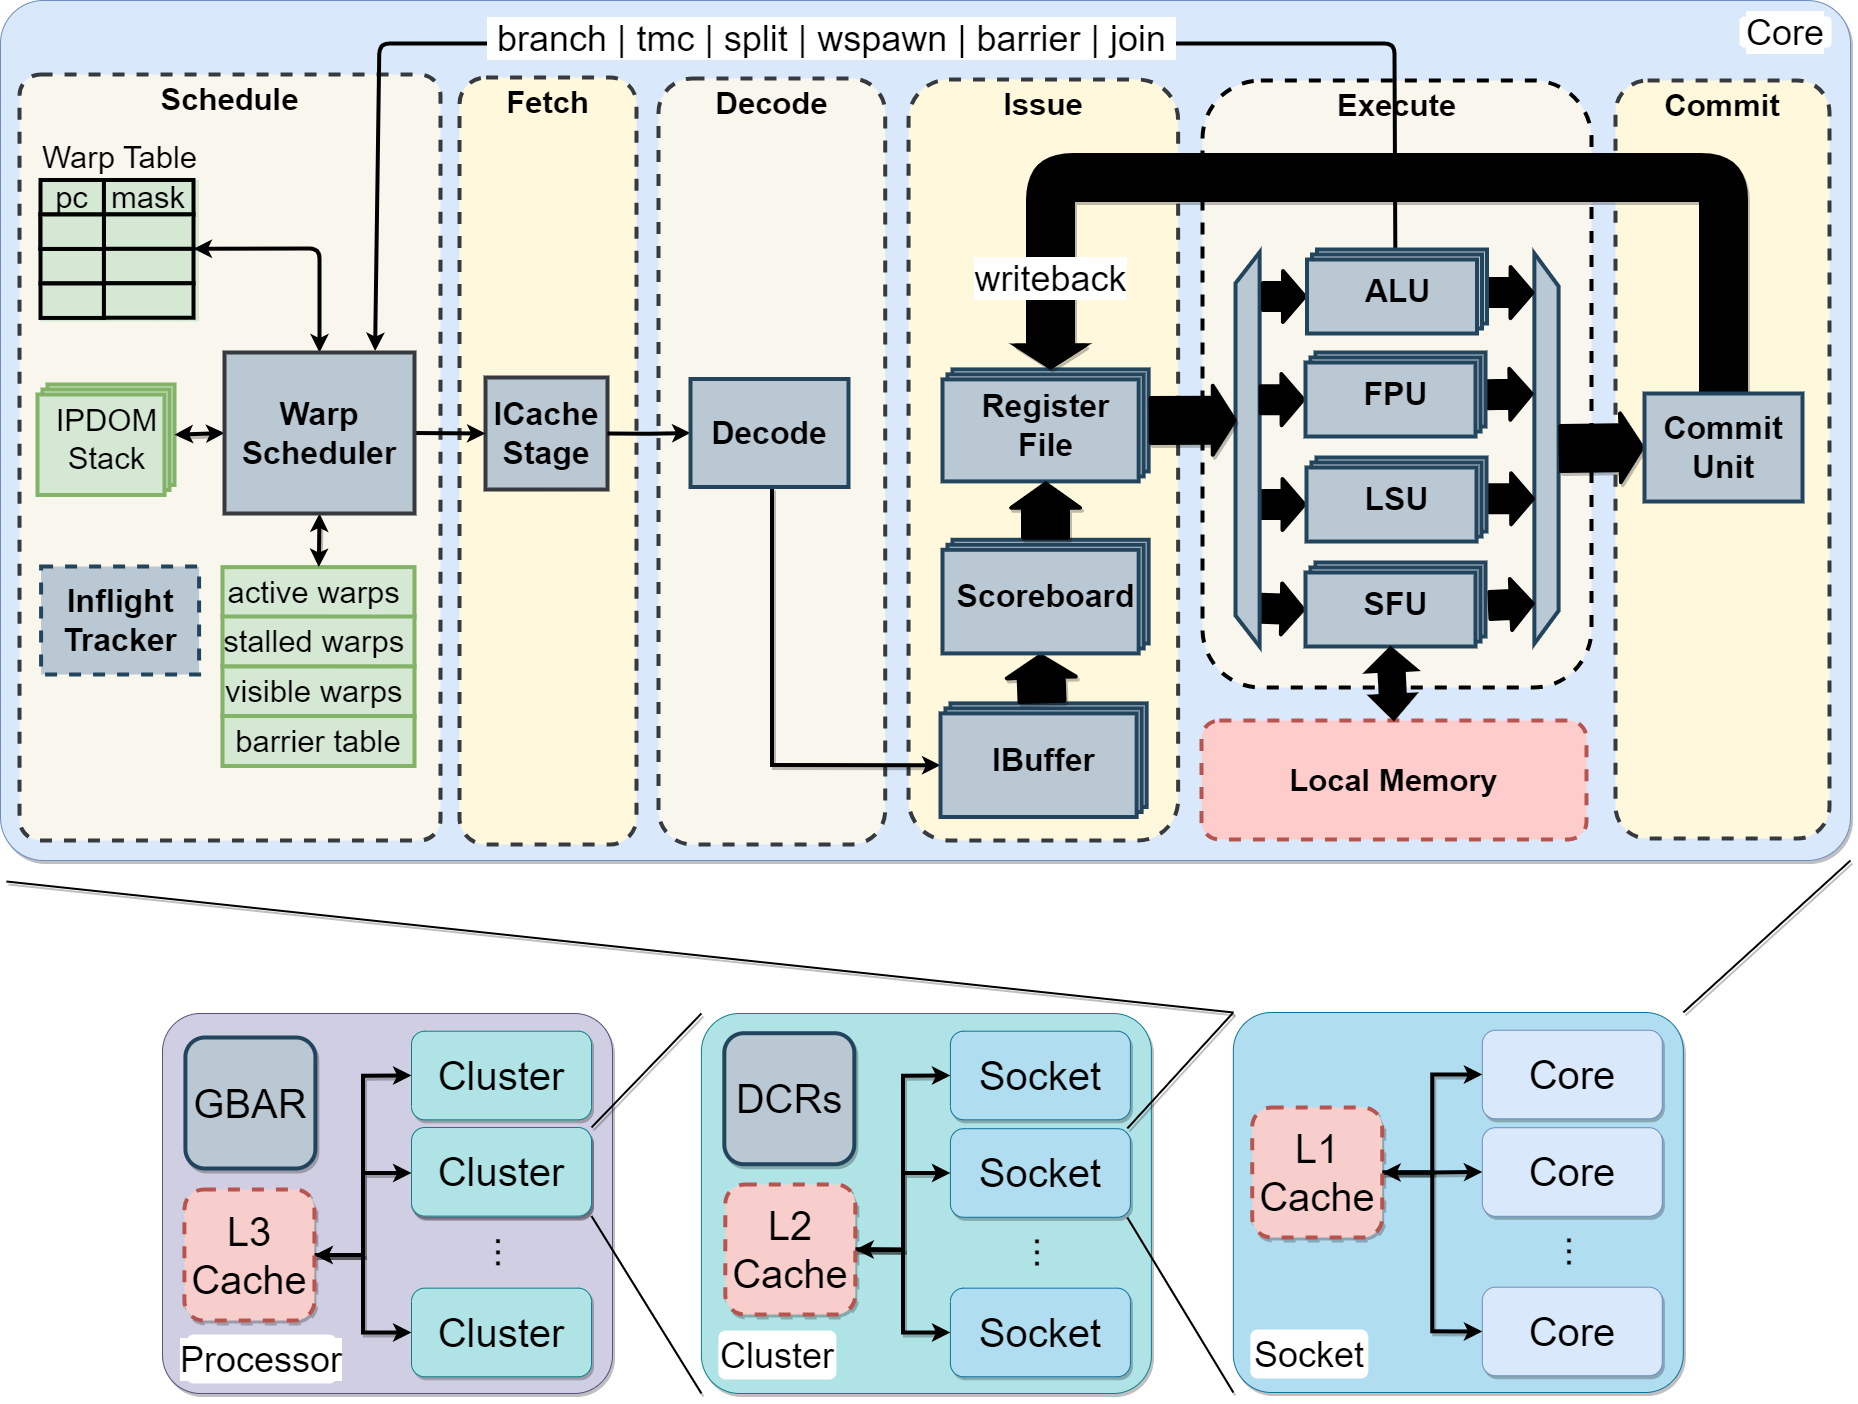 branch | tmc | split | wspawn | barrier | join
Core
Schedule
Fetch
Decode
Issue
Execute
Commit
Warp Table
pc
mask
writeback
ALU
IPDOM
Stack
Warp
Scheduler
ICache
Stage
Decode
Register
File
FPU
Commit
Unit
LSU
Inflight
Tracker
active warps
stalled warps
visible warps
barrier table
Scoreboard
SFU
IBuffer
Local Memory
GBAR
L3
Cache
Cluster
Cluster
⋮
Cluster
Processor
DCRs
L2
Cache
Socket
Socket
⋮
Socket
Cluster
L1
Cache
Core
Core
⋮
Core
Socket